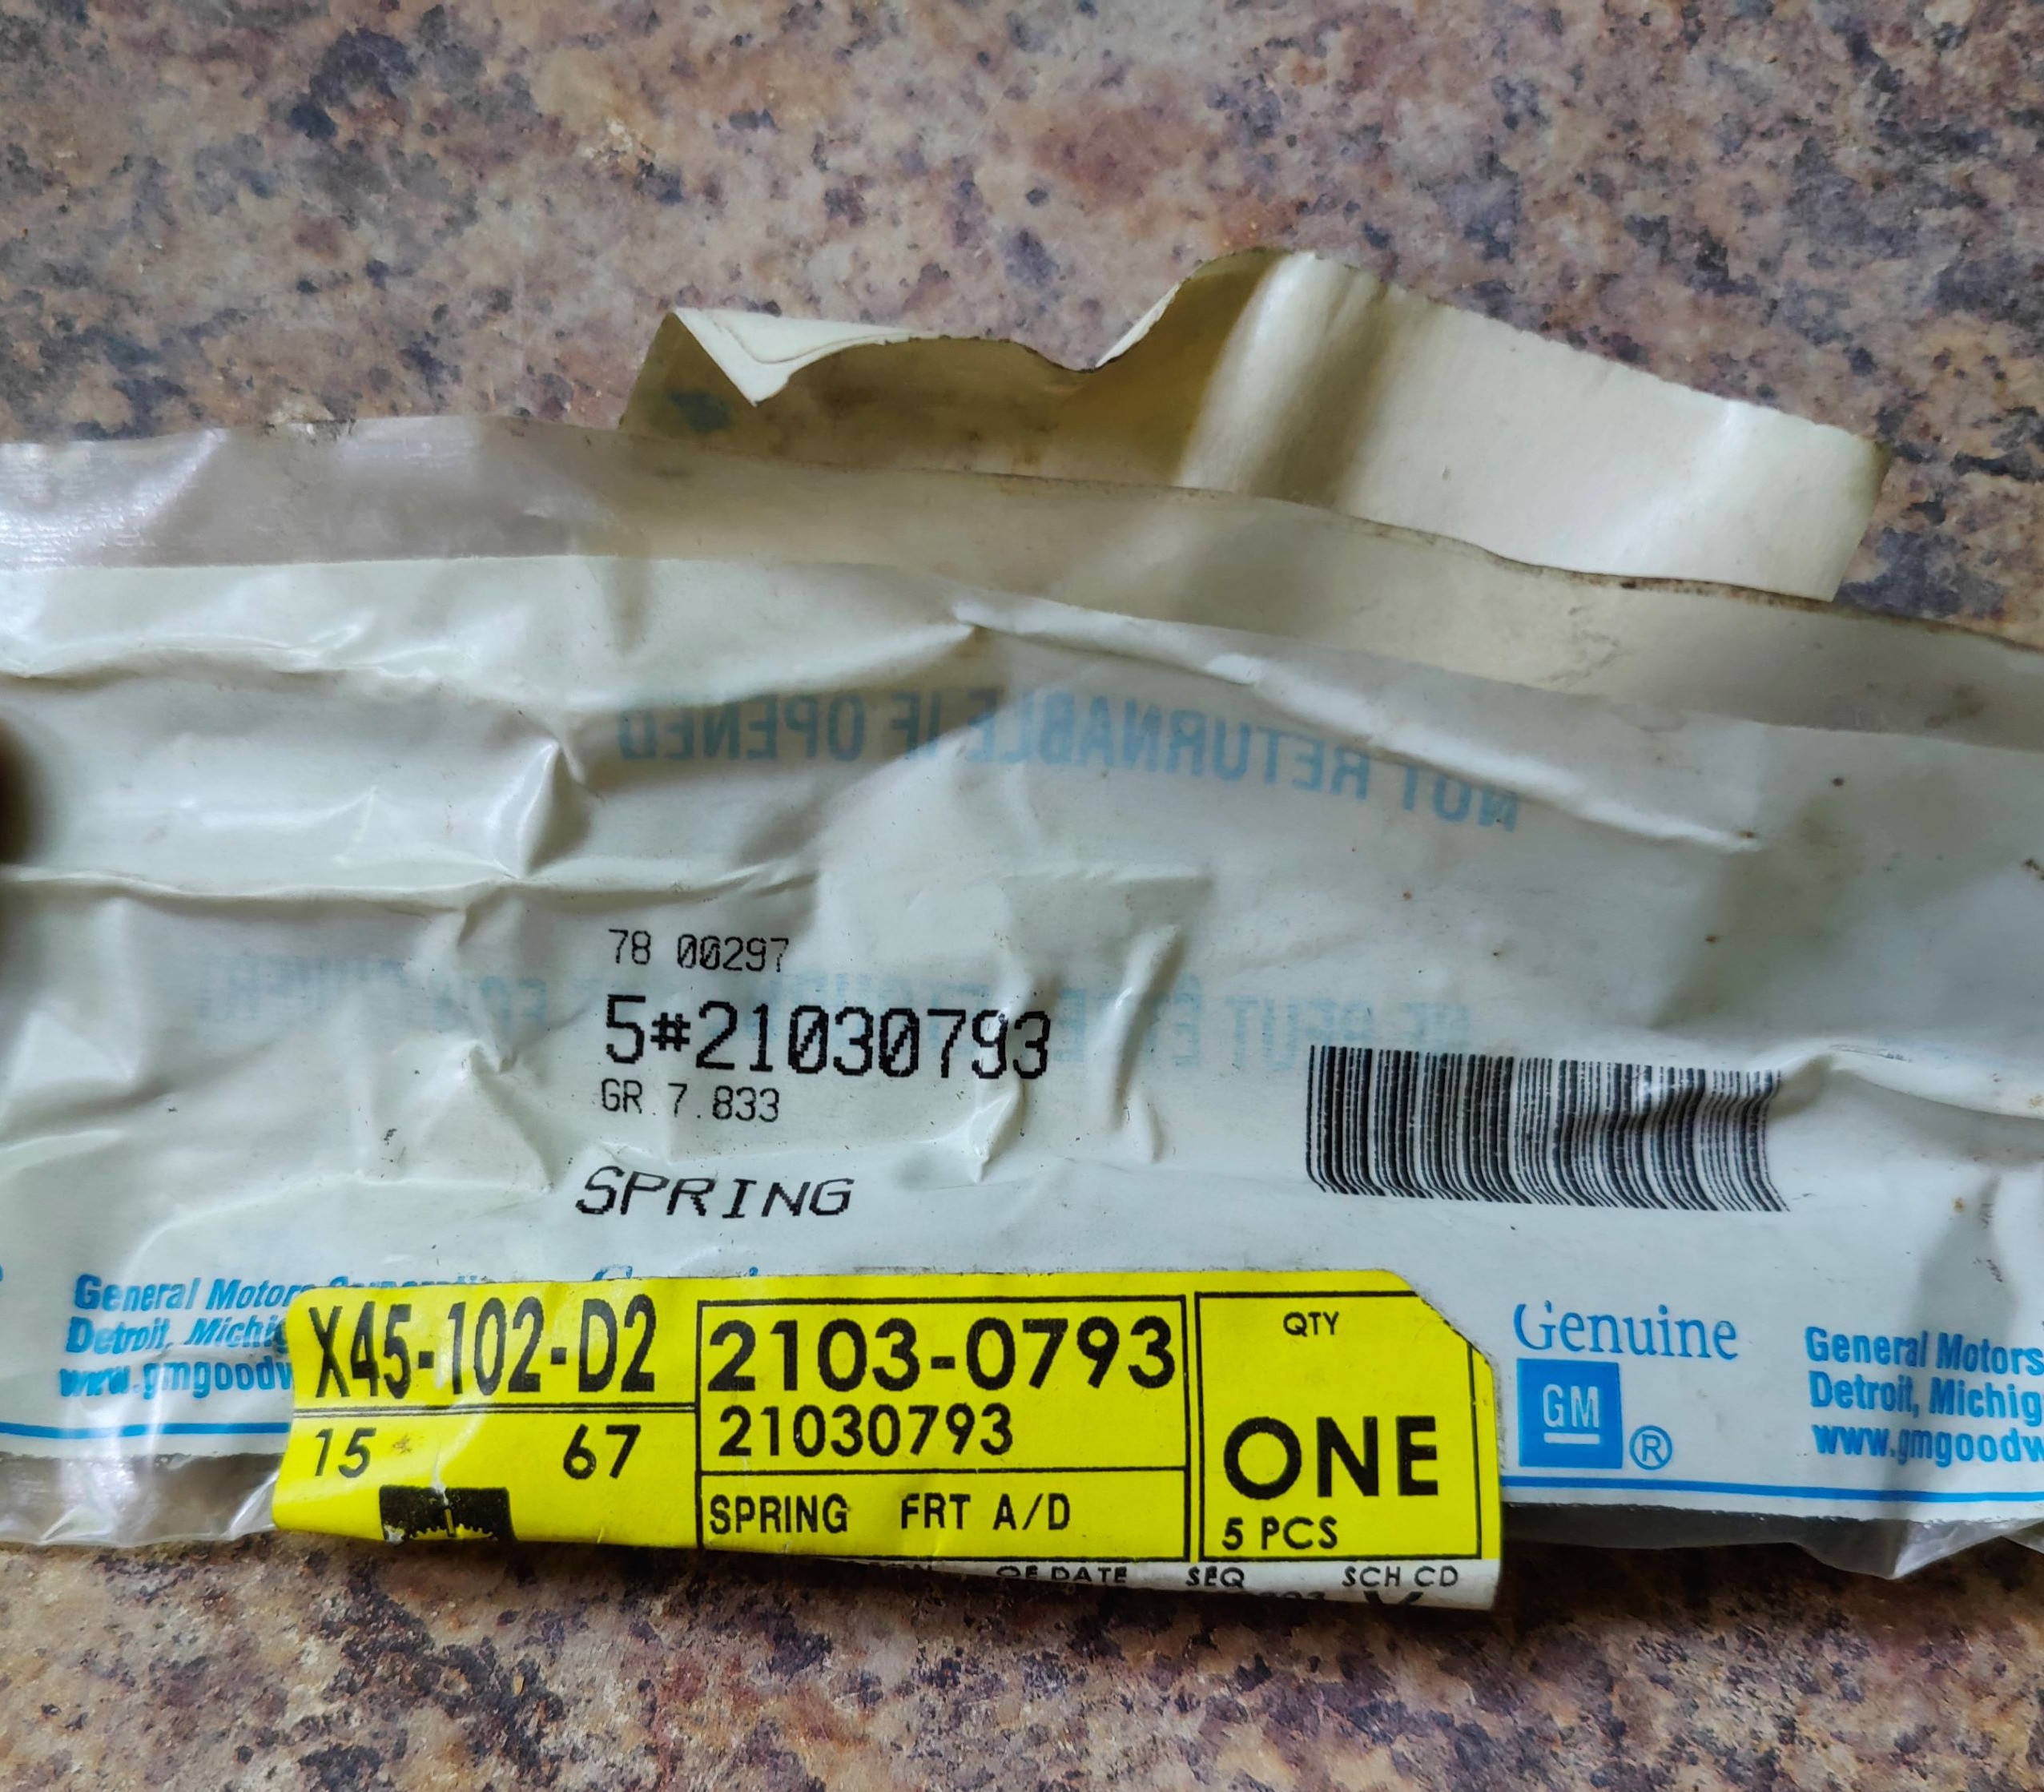 NOT RETURNABLE IF OPENED
78 00297
5#21030793
GR 7.833
SPRING
General Motors
Detroit,
X45-102-D2
15 67
2103-0793
21030793
SPRING FRT A/D
QTY
ONE
5 PCS
DATE SEQ SCH CD
Genuine
GM
®
General Motors
Detroit, Michig
www.gmgoodw